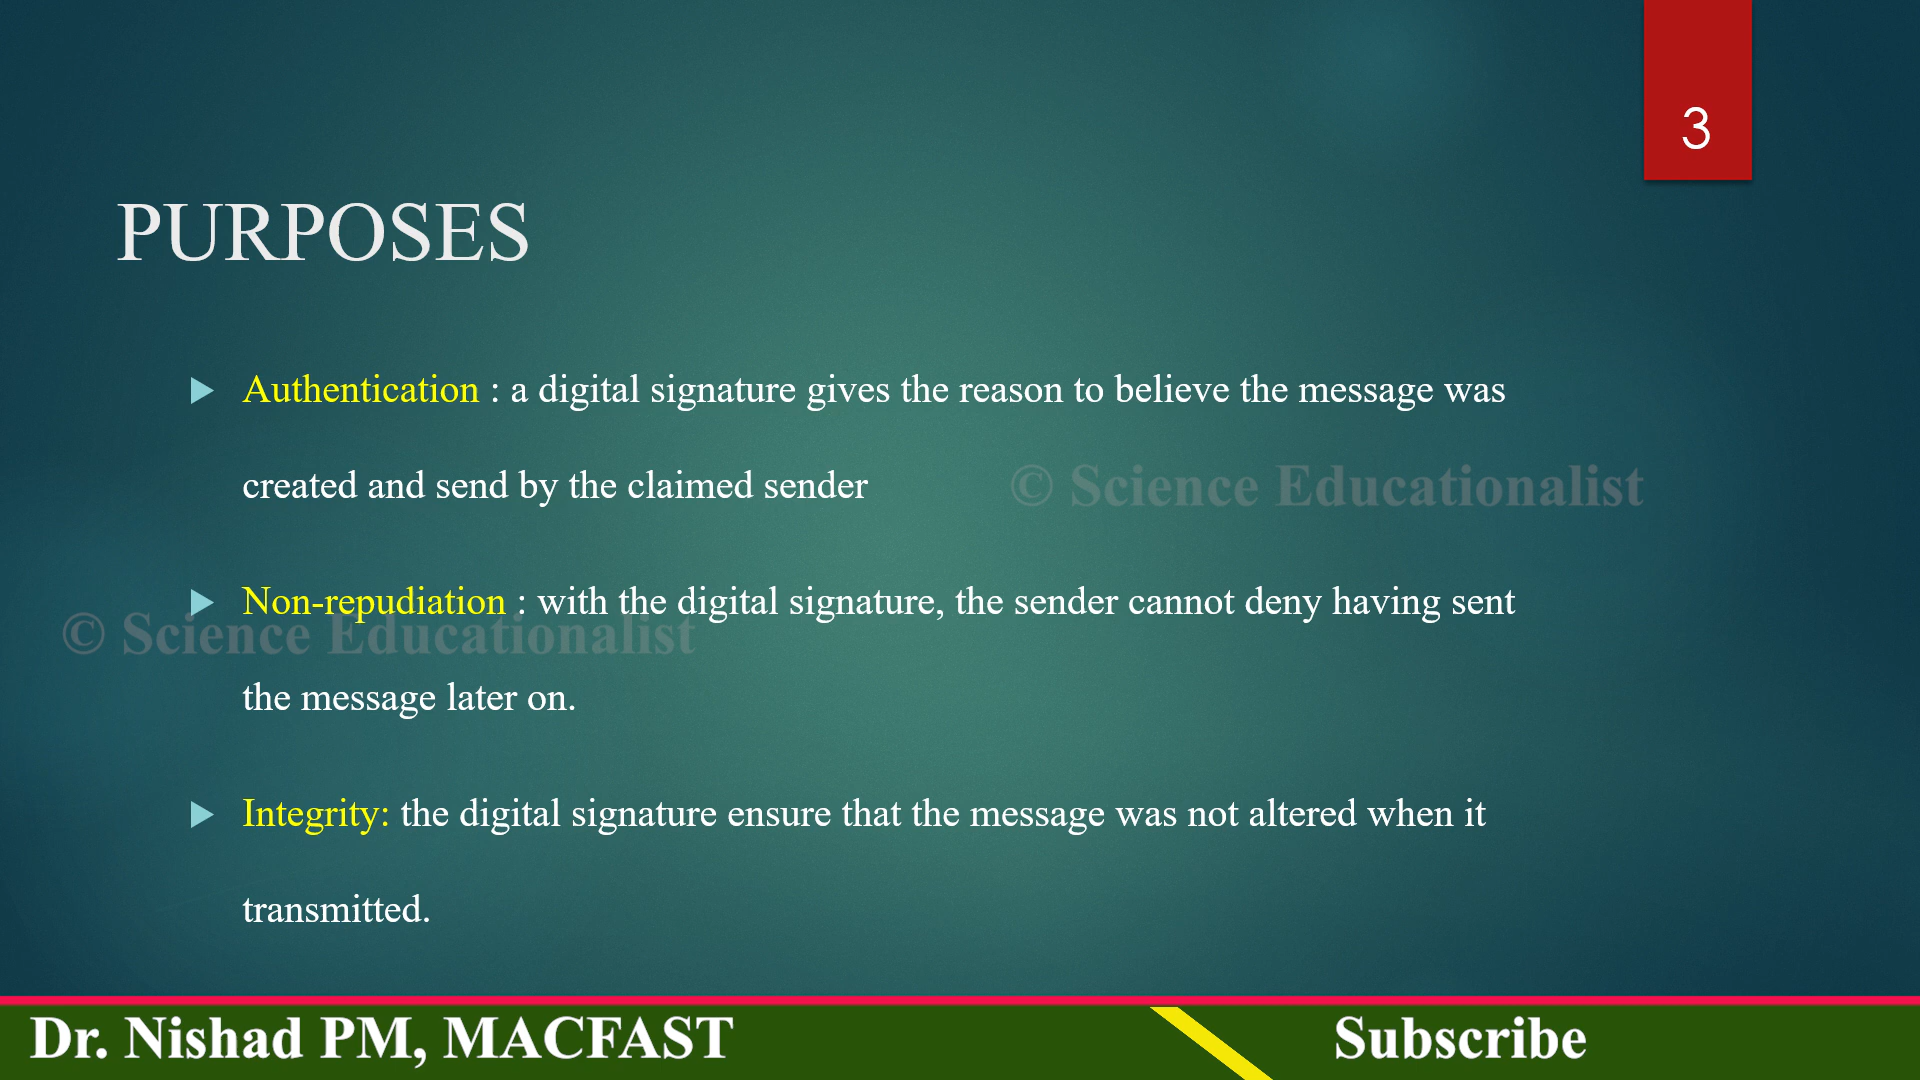 3
PURPOSES
Authentication : a digital signature gives the reason to believe the message was
created and send by the claimed sender
© Science Educationalist
Non-repudiation : with the digital signature, the sender cannot deny having sent
© Science Educationalist
the message later on.
Integrity: the digital signature ensure that the message was not altered when it
transmitted.
Dr. Nishad PM, MACFAST
Subscribe